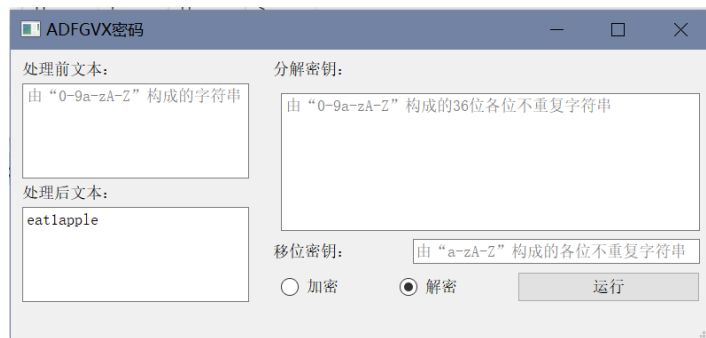 ADFGVX密码
处理前文本：
由“0-9a-zA-Z”构成的字符串
处理后文本：
eat1apple
分解密钥：
由“0-9a-zA-Z”构成的36位各位不重复字符串
移位密钥：
由“a-zA-Z”构成的各位不重复字符串
加密
解密
运行